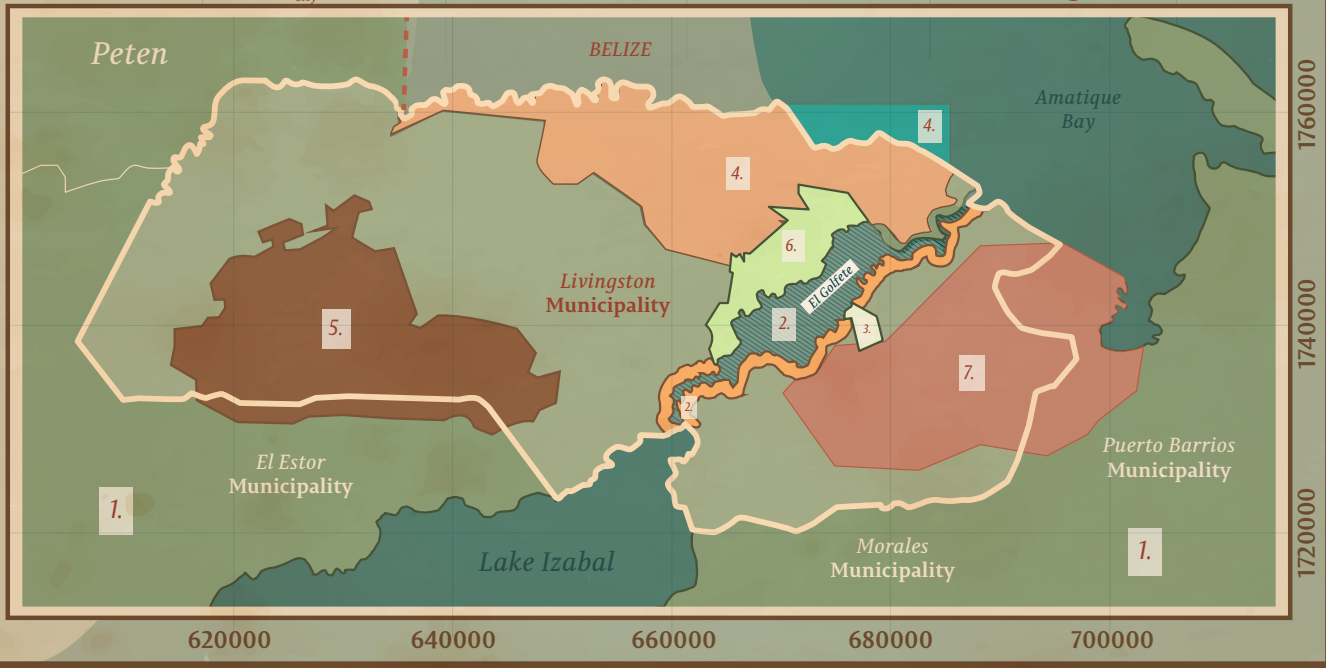 Peten
BELIZE
Amatique
Bay
4.
4.
6.
Livingston
Municipality
El Golfete
5.
2.
3.
7.
2.
El Estor
Municipality
Puerto Barrios
Municipality
1.
Lake Izabal
Morales
Municipality
1.
1760000
1740000
1720000
620000
640000
660000
680000
700000